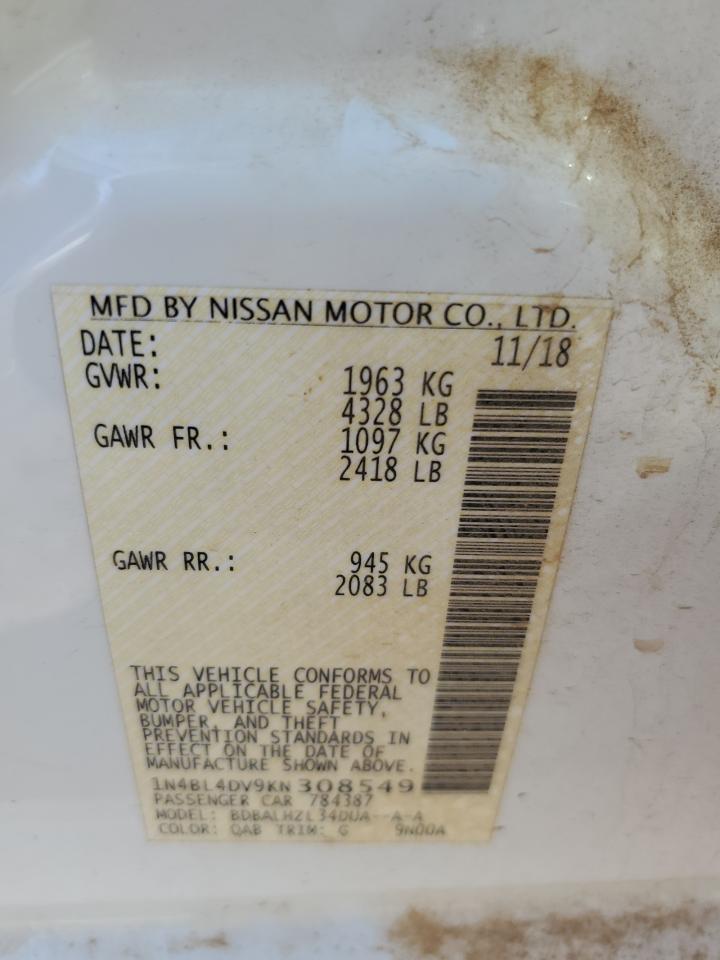 MFD BY NISSAN MOTOR CO., LTD.
DATE: 11/18
GVWR: 1963 KG
4328 LB
GAWR FR.: 1097 KG
2418 LB
GAWR RR.: 945 KG
2083 LB
THIS VEHICLE CONFORMS TO
ALL APPLICABLE FEDERAL
MOTOR VEHICLE SAFETY,
BUMPER, AND THEFT
PREVENTION STANDARDS IN
EFFECT ON THE DATE OF
MANUFACTURE SHOWN ABOVE.
1N4BL4DV9KN308549
PASSENGER CAR 784387
MODEL: BDBALHZL34DUA--A-A
COLOR: QAB TRIM: G 9N00A